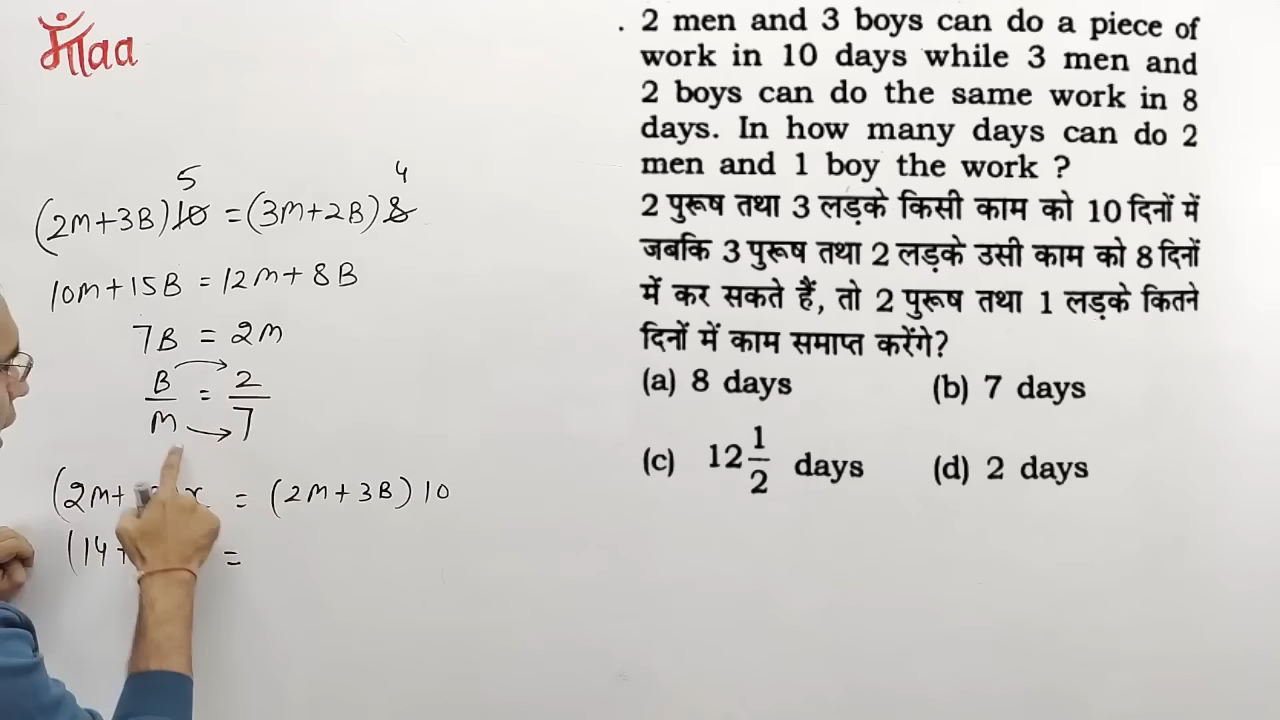 माँaa
. 2 men and 3 boys can do a piece of
work in 10 days while 3 men and
2 boys can do the same work in 8
days. In how many days can do 2
men and 1 boy the work ?
2 पुरूष तथा 3 लड़के किसी काम को 10 दिनों में
जबकि 3 पुरूष तथा 2 लड़के उसी काम को 8 दिनों
में कर सकते हैं, तो 2 पुरूष तथा 1 लड़के कितने
दिनों में काम समाप्त करेंगे?
(a) 8 days (b) 7 days
(c) 12 1/2 days (d) 2 days
5 4
(2M+3B)10 = (3M+2B)8
10M+15B = 12M+8B
7B = 2M
B/M = 2/7
(2M+ x = (2M+3B)10
(14+ =